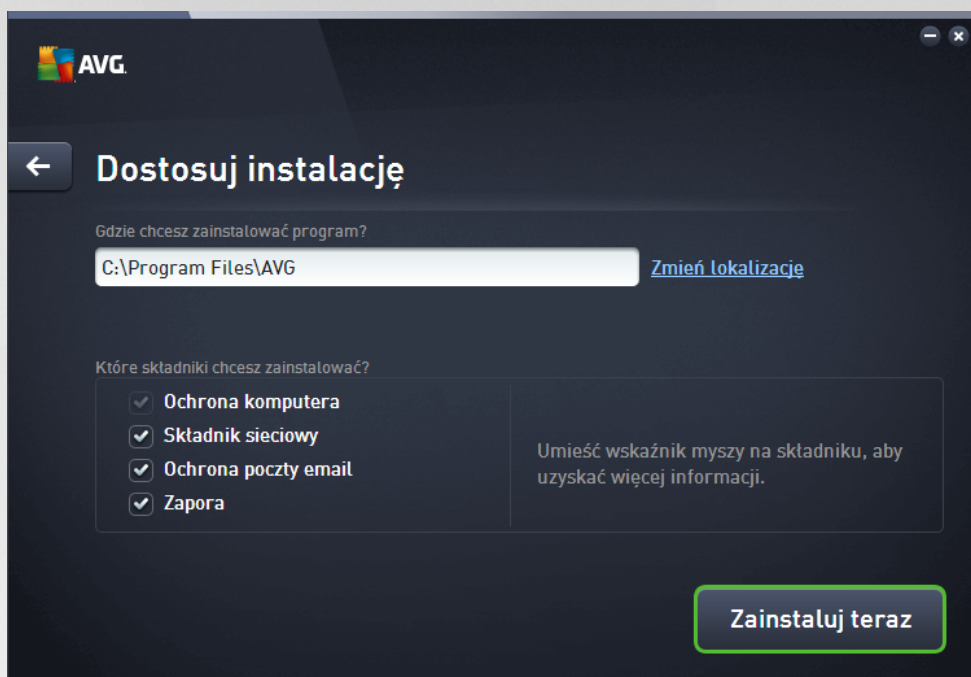 AVG.
Dostosuj instalację
Gdzie chcesz zainstalować program?
C:\Program Files\AVG
Zmień lokalizację
Które składniki chcesz zainstalować?
Ochrona komputera
Składnik sieciowy
Ochrona poczty email
Zapora
Umieść wskaźnik myszy na składniku, aby
uzyskać więcej informacji.
Zainstaluj teraz